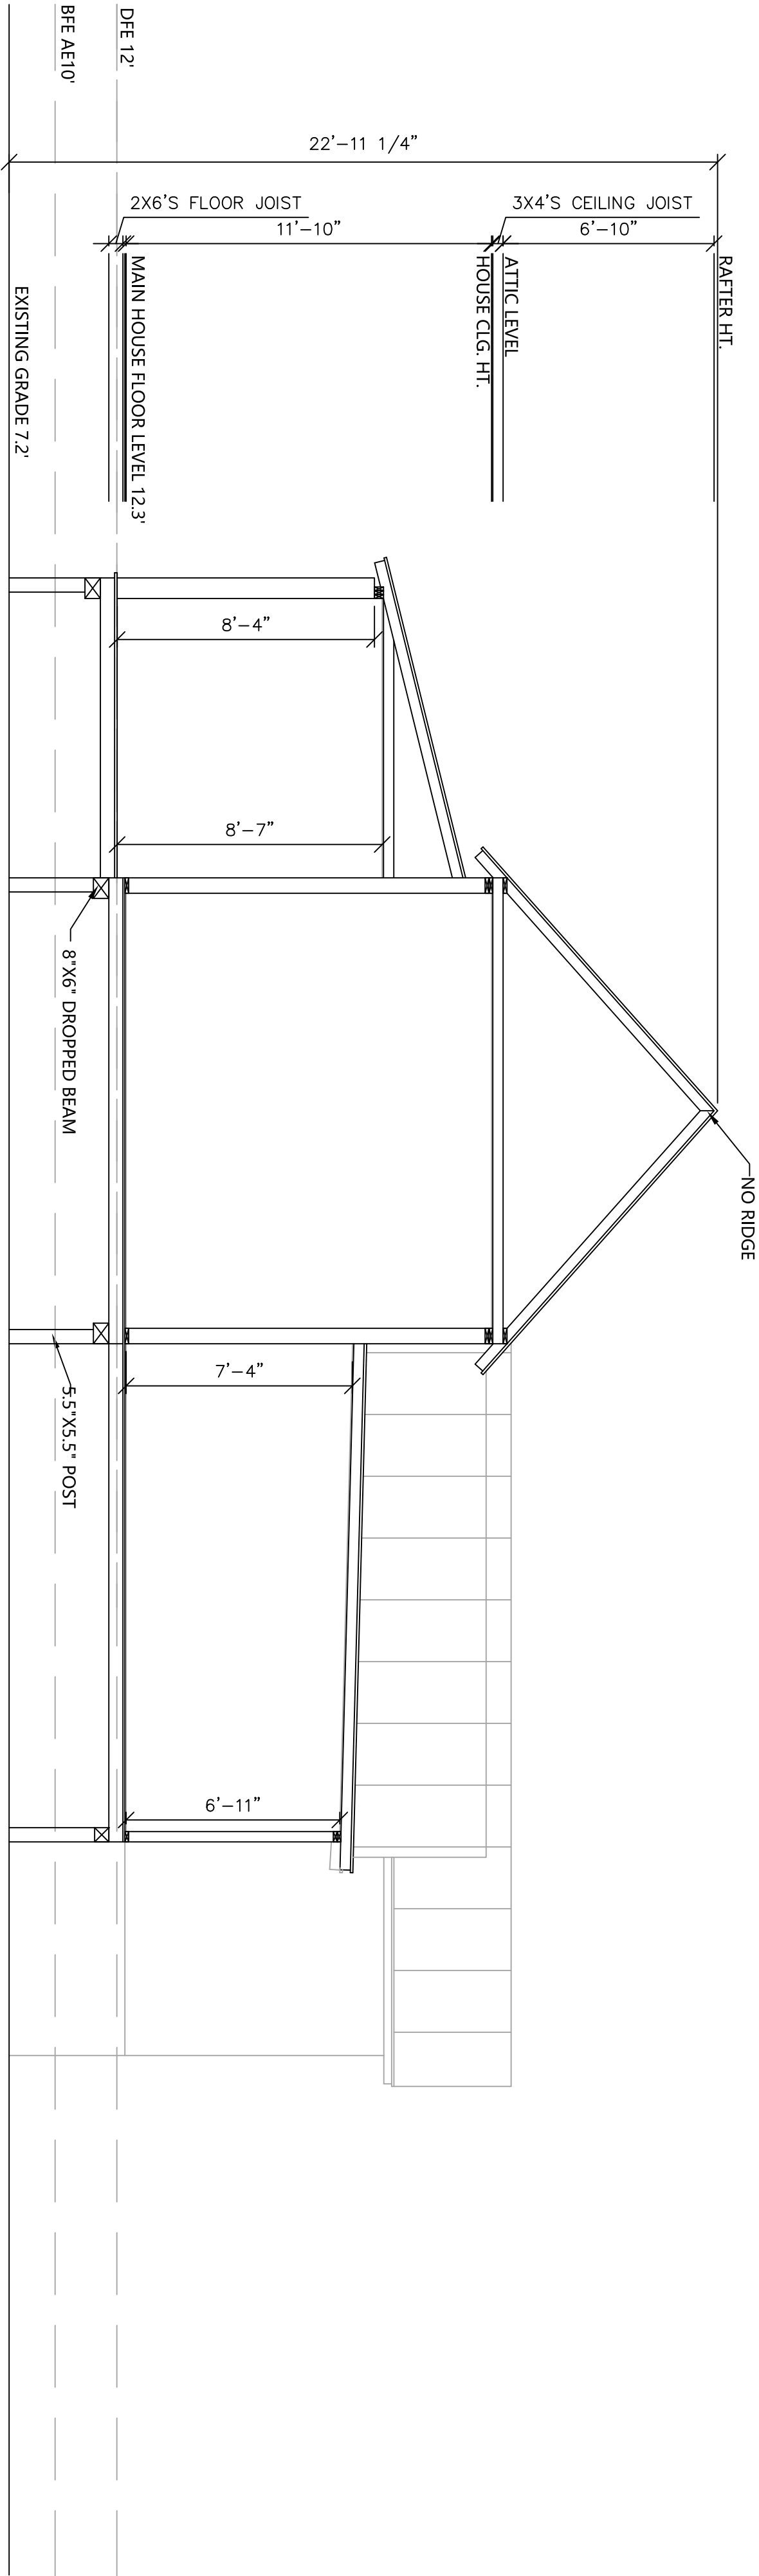 BFE AE10'
DFE 12'
22'-11 1/4"
2X6'S FLOOR JOIST
11'-10"
3X4'S CEILING JOIST
6'-10"
EXISTING GRADE 7.2'
MAIN HOUSE FLOOR LEVEL 12.3'
HOUSE CLG. HT.
ATTIC LEVEL
RAFTER HT.
8'-4"
8'-7"
8"X6" DROPPED BEAM
NO RIDGE
7'-4"
5.5"X5.5" POST
6'-11"